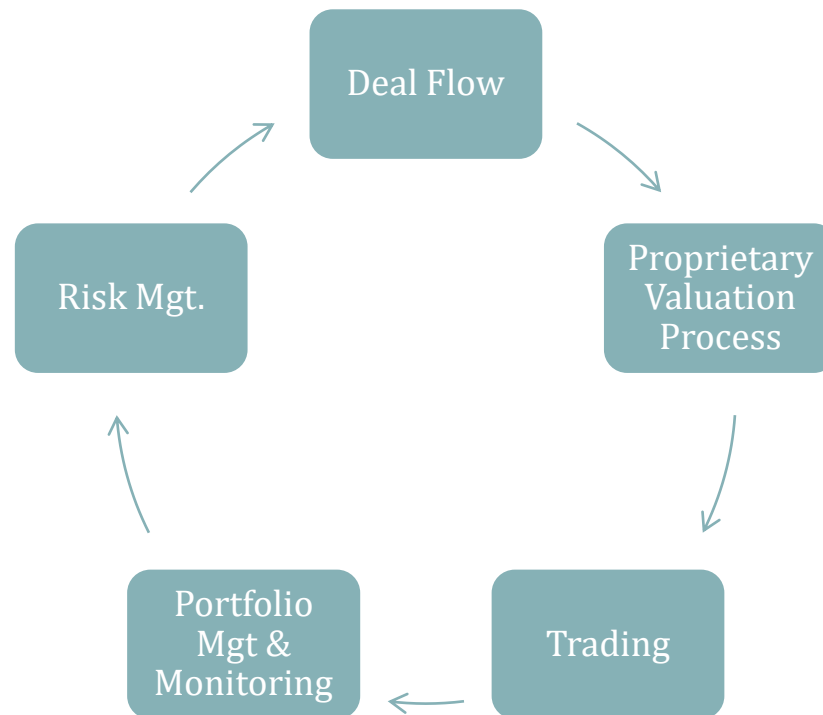 Deal Flow
Proprietary
Valuation
Process
Trading
Portfolio
Mgt &
Monitoring
Risk Mgt.